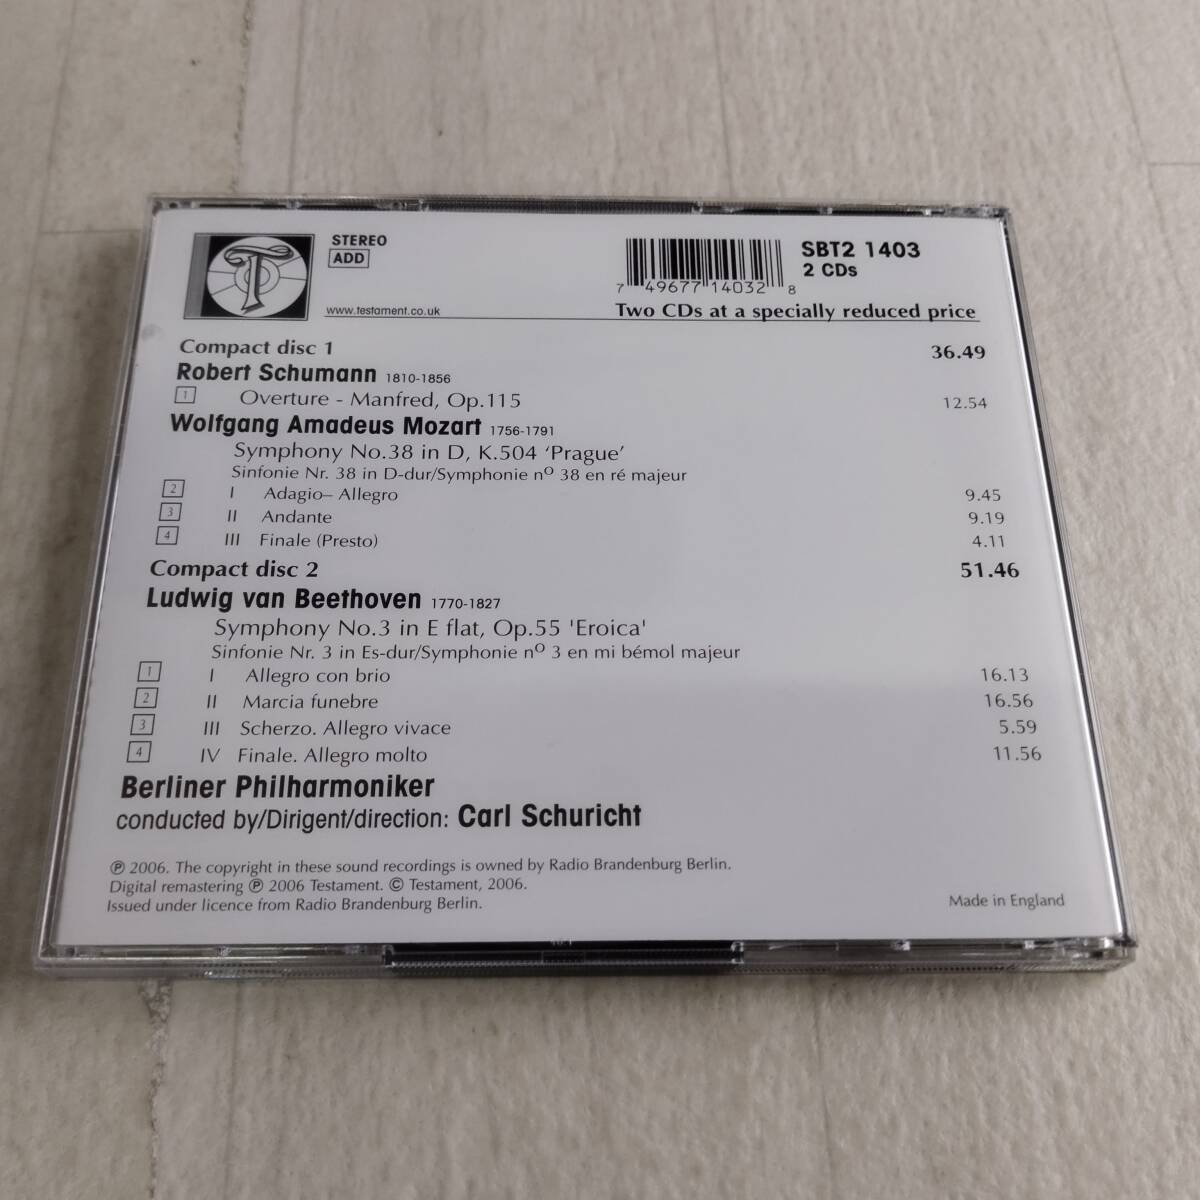 T
STEREO
ADD
www.testament.co.uk
7 49677 14032 8
SBT2 1403
2 CDs
Two CDs at a specially reduced price
Compact disc 1 36.49
Robert Schumann 1810-1856
1 Overture - Manfred, Op.115 12.54
Wolfgang Amadeus Mozart 1756-1791
Symphony No.38 in D, K.504 ‘Prague’
Sinfonie Nr. 38 in D-dur/Symphonie nº 38 en ré majeur
2 I Adagio– Allegro 9.45
3 II Andante 9.19
4 III Finale (Presto) 4.11
Compact disc 2 51.46
Ludwig van Beethoven 1770-1827
Symphony No.3 in E flat, Op.55 'Eroica'
Sinfonie Nr. 3 in Es-dur/Symphonie nº 3 en mi bémol majeur
1 I Allegro con brio 16.13
2 II Marcia funebre 16.56
3 III Scherzo. Allegro vivace 5.59
4 IV Finale. Allegro molto 11.56
Berliner Philharmoniker
conducted by/Dirigent/direction: Carl Schuricht
℗ 2006. The copyright in these sound recordings is owned by Radio Brandenburg Berlin.
Digital remastering ℗ 2006 Testament. © Testament, 2006.
Issued under licence from Radio Brandenburg Berlin.
Made in England